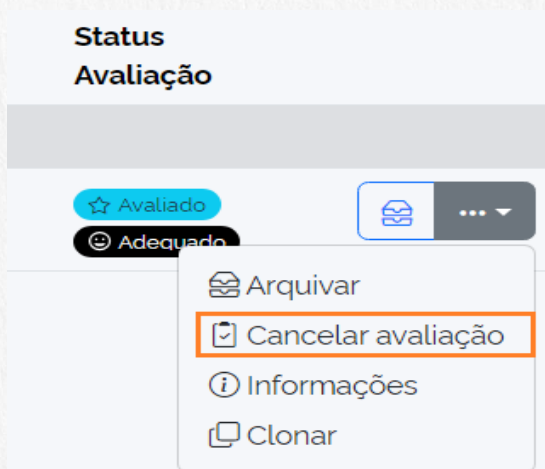 Status
Avaliação
Avaliado
Adequado
Arquivar
Cancelar avaliação
Informações
Clonar